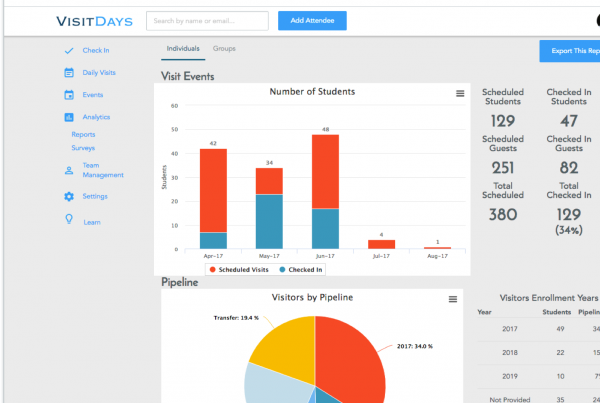 VISITDAYS
Search by name or email...
Add Attendee
Check In
Daily Visits
Events
Analytics
Reports
Surveys
Team
Management
Settings
Learn
Individuals
Groups
Export This Rep
Visit Events
Number of Students
Students
60
50
40
30
20
10
0
42
34
48
4
1
Apr-17
May-17
Jun-17
Jul-17
Aug-17
Scheduled Visits
Checked In
Scheduled
Students
129
Scheduled
Guests
251
Total
Scheduled
380
Checked In
Students
47
Checked In
Guests
82
Total
Checked In
129
(34%)
Pipeline
Visitors by Pipeline
Transfer: 19.4 %
2017: 34.0 %
Visitors Enrollment Years
Year Students Pipelin
2017 49 34
2018 22 15
2019 10 7%
Not Provided 35 24